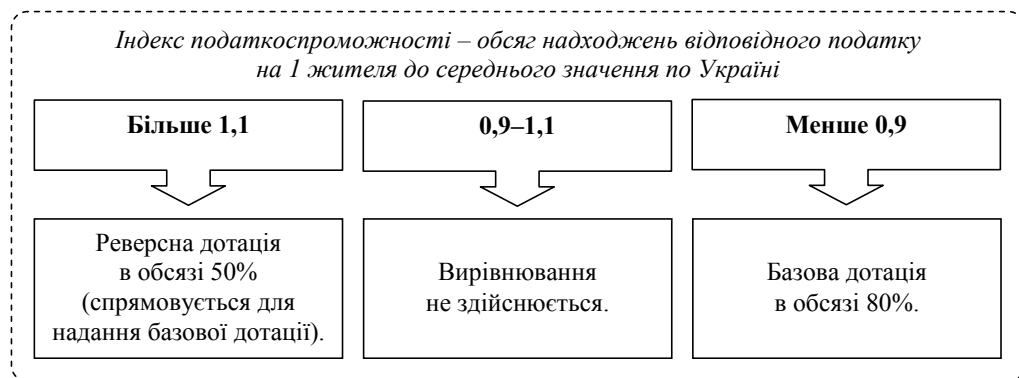 Індекс податкоспроможності – обсяг надходжень відповідного податку
на 1 жителя до середнього значення по Україні
Більше 1,1
0,9–1,1
Менше 0,9
Реверсна дотація
в обсязі 50%
(спрямовується для
надання базової дотації).
Вирівнювання
не здійснюється.
Базова дотація
в обсязі 80%.